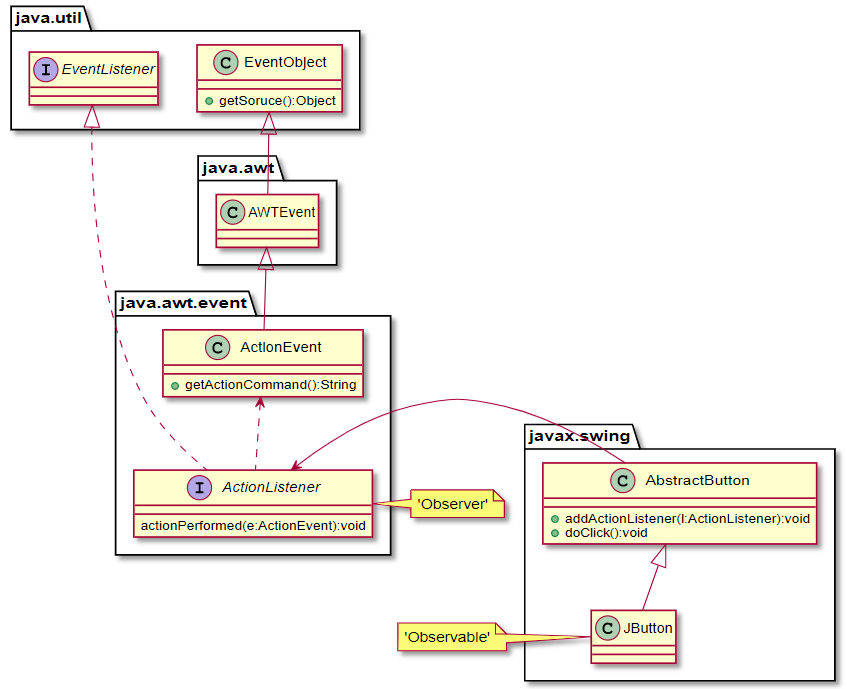 java.util
I EventListener
C EventObject
getSoruce():Object
java.awt
C AWTEvent
java.awt.event
C ActionEvent
getActionCommand():String
I ActionListener
actionPerformed(e:ActionEvent):void
'Observer'
javax.swing
C AbstractButton
addActionListener(l:ActionListener):void
doClick():void
'Observable'
C JButton